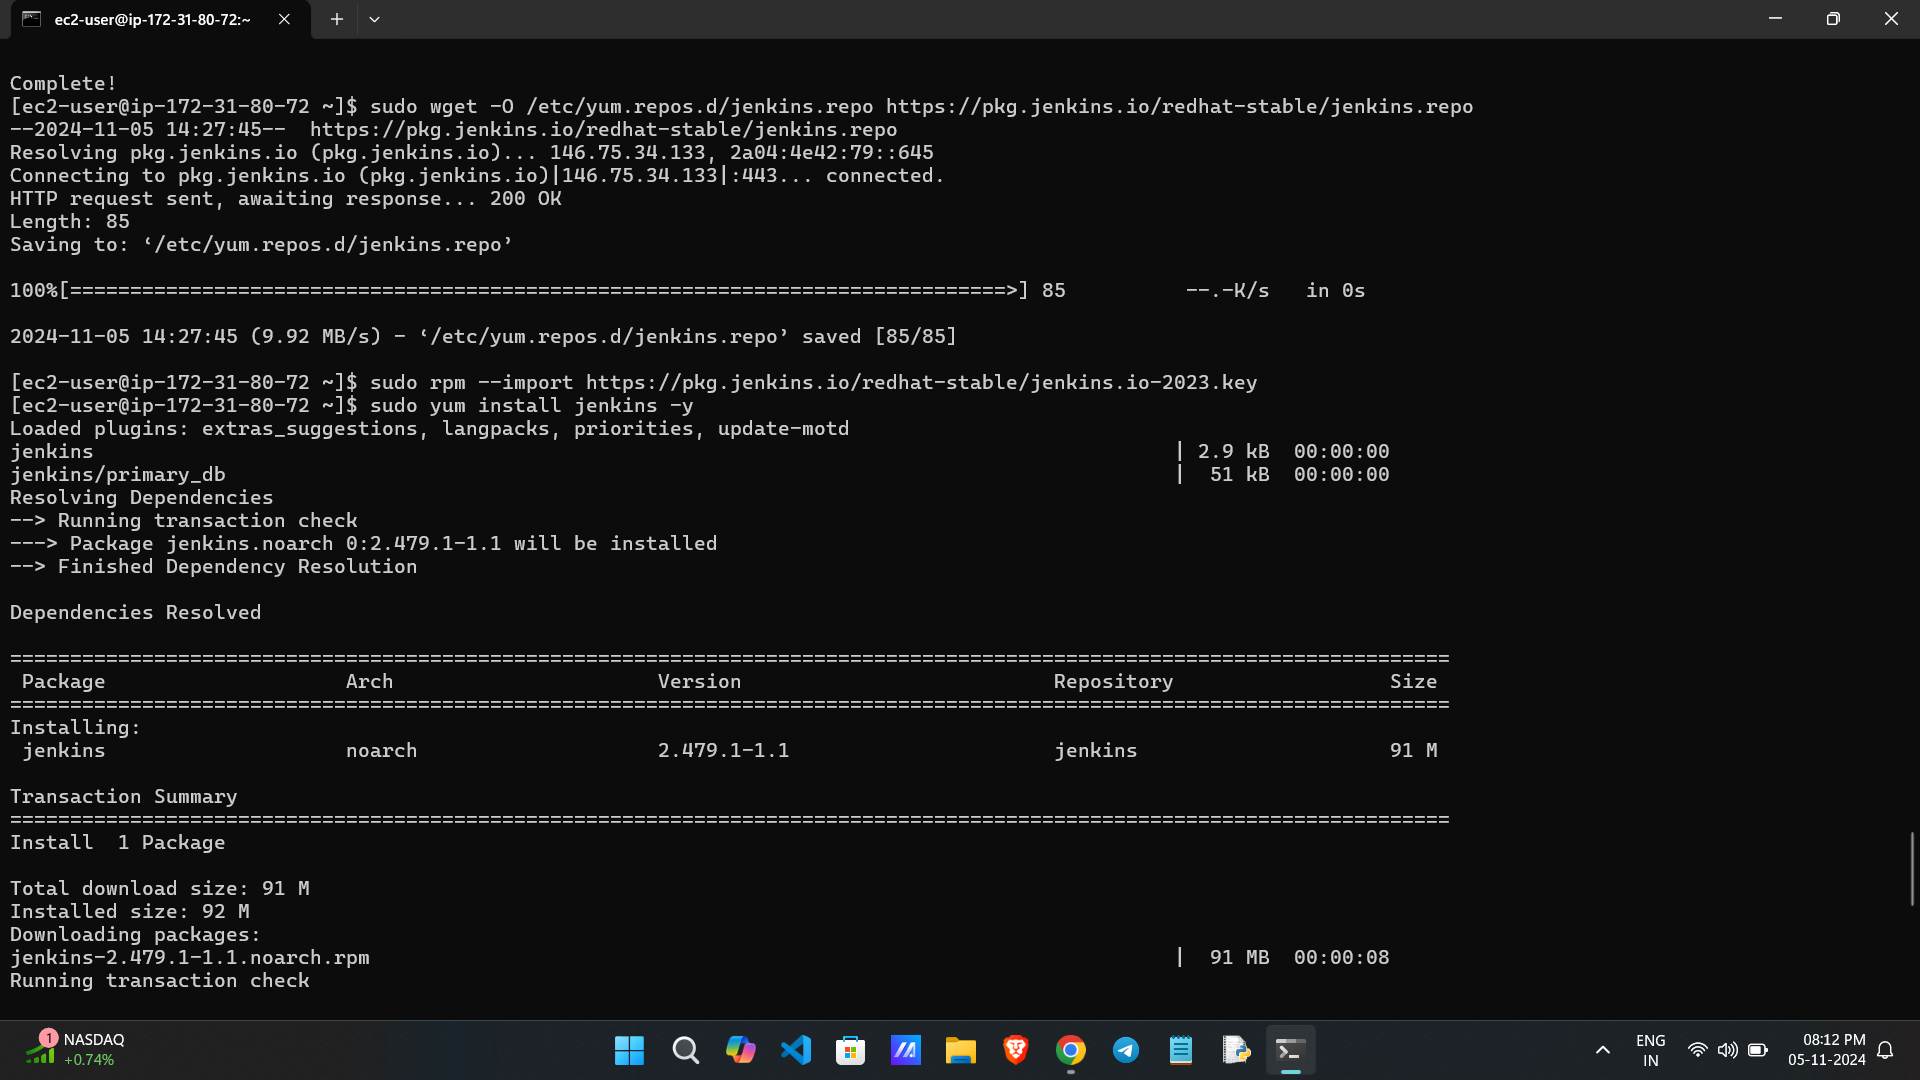 ec2-user@ip-172-31-80-72:~
Complete!
[ec2-user@ip-172-31-80-72 ~]$ sudo wget -O /etc/yum.repos.d/jenkins.repo https://pkg.jenkins.io/redhat-stable/jenkins.repo
--2024-11-05 14:27:45--  https://pkg.jenkins.io/redhat-stable/jenkins.repo
Resolving pkg.jenkins.io (pkg.jenkins.io)... 146.75.34.133, 2a04:4e42:79::645
Connecting to pkg.jenkins.io (pkg.jenkins.io)|146.75.34.133|:443... connected.
HTTP request sent, awaiting response... 200 OK
Length: 85
Saving to: ‘/etc/yum.repos.d/jenkins.repo’
100%[==============================================================================>] 85          --.-K/s   in 0s
2024-11-05 14:27:45 (9.92 MB/s) - ‘/etc/yum.repos.d/jenkins.repo’ saved [85/85]
[ec2-user@ip-172-31-80-72 ~]$ sudo rpm --import https://pkg.jenkins.io/redhat-stable/jenkins.io-2023.key
[ec2-user@ip-172-31-80-72 ~]$ sudo yum install jenkins -y
Loaded plugins: extras_suggestions, langpacks, priorities, update-motd
jenkins | 2.9 kB  00:00:00
jenkins/primary_db |  51 kB  00:00:00
Resolving Dependencies
--> Running transaction check
---> Package jenkins.noarch 0:2.479.1-1.1 will be installed
--> Finished Dependency Resolution
Dependencies Resolved
========================================================================================================================
Package Arch Version Repository Size
========================================================================================================================
Installing:
jenkins noarch 2.479.1-1.1 jenkins 91 M
Transaction Summary
========================================================================================================================
Install  1 Package
Total download size: 91 M
Installed size: 92 M
Downloading packages:
jenkins-2.479.1-1.1.noarch.rpm |  91 MB  00:00:08
Running transaction check
1 NASDAQ
+0.74%
ENG
IN
08:12 PM
05-11-2024